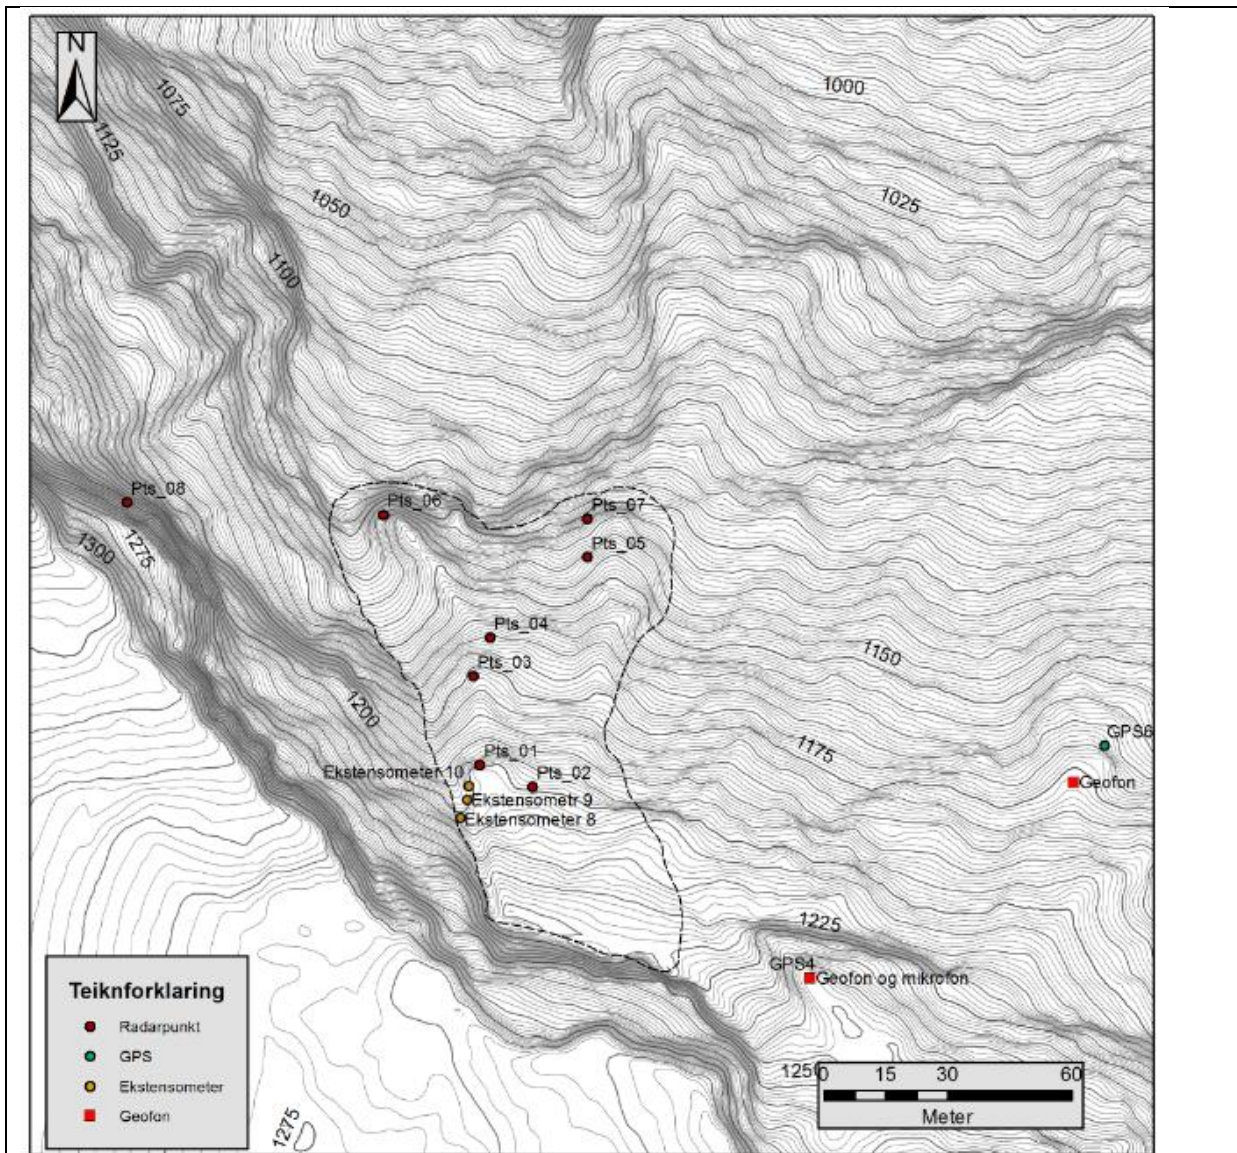 N
1000
1075
1125
1050
1025
1100
Pts_08
Pts_06
Pts_07
1300
1275
Pts_05
Pts_04
1150
Pts_03
1200
GPS6
1175
Pts_01
Ekstensometer 10
Pts_02
Geofon
Ekstensometr 9
Ekstensometer 8
1225
GPS4
Geofon og mikrofon
Teiknforklaring
Radarpunkt
GPS
Ekstensometer
Geofon
1250
0 15 30 60
Meter
1275